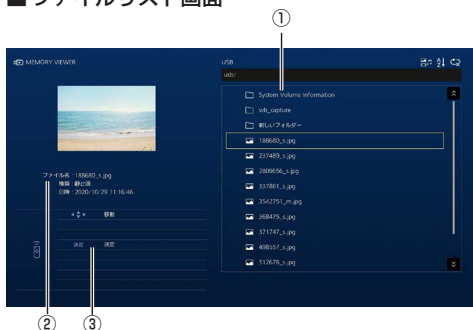 ■ ファイルリスト画面
①
MEMORY VIEWER
USB
usb/
System Volume Information
wb_capture
新しいフォルダー
188680_s.jpg
237489_s.jpg
2809656_s.jpg
337861_s.jpg
3542751_m.jpg
368475_s.jpg
371747_s.jpg
498557_s.jpg
512678_s.jpg
ファイル名 : 188680_s.jpg
種類 : 静止画
日時 : 2020/10/29 11:16:46
移動
決定 決定
② ③